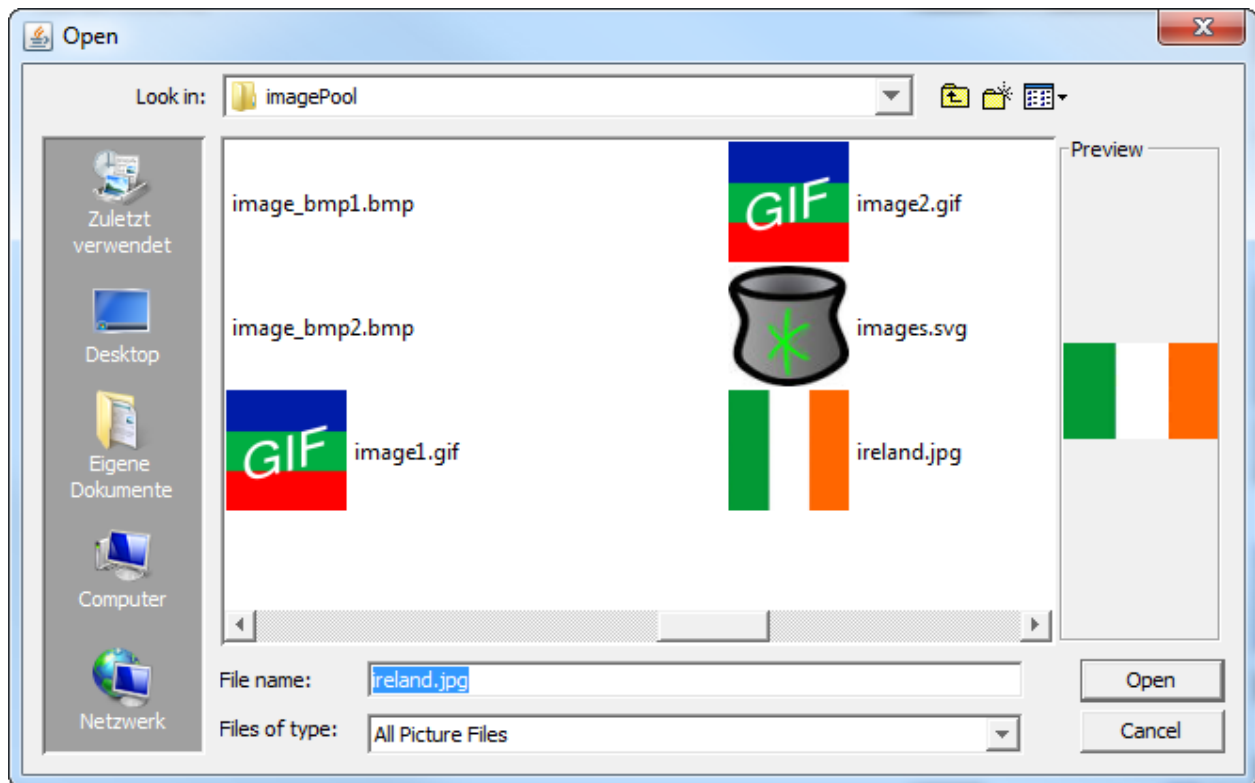 Open
Look in:
imagePool
Zuletzt
verwendet
Desktop
Eigene
Dokumente
Computer
Netzwerk
image_bmp1.bmp
image_bmp2.bmp
GIF
image1.gif
GIF
image2.gif
images.svg
ireland.jpg
Preview
File name:
ireland.jpg
Open
Files of type:
All Picture Files
Cancel